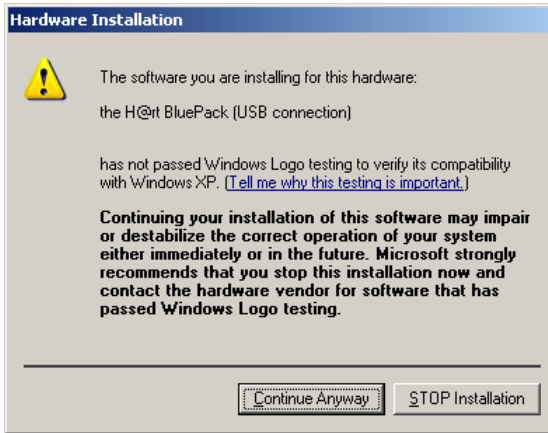 Hardware Installation
The software you are installing for this hardware:
the H@rt BluePack (USB connection)
has not passed Windows Logo testing to verify its compatibility
with Windows XP. (Tell me why this testing is important.)
Continuing your installation of this software may impair
or destabilize the correct operation of your system
either immediately or in the future. Microsoft strongly
recommends that you stop this installation now and
contact the hardware vendor for software that has
passed Windows Logo testing.
Continue Anyway
STOP Installation